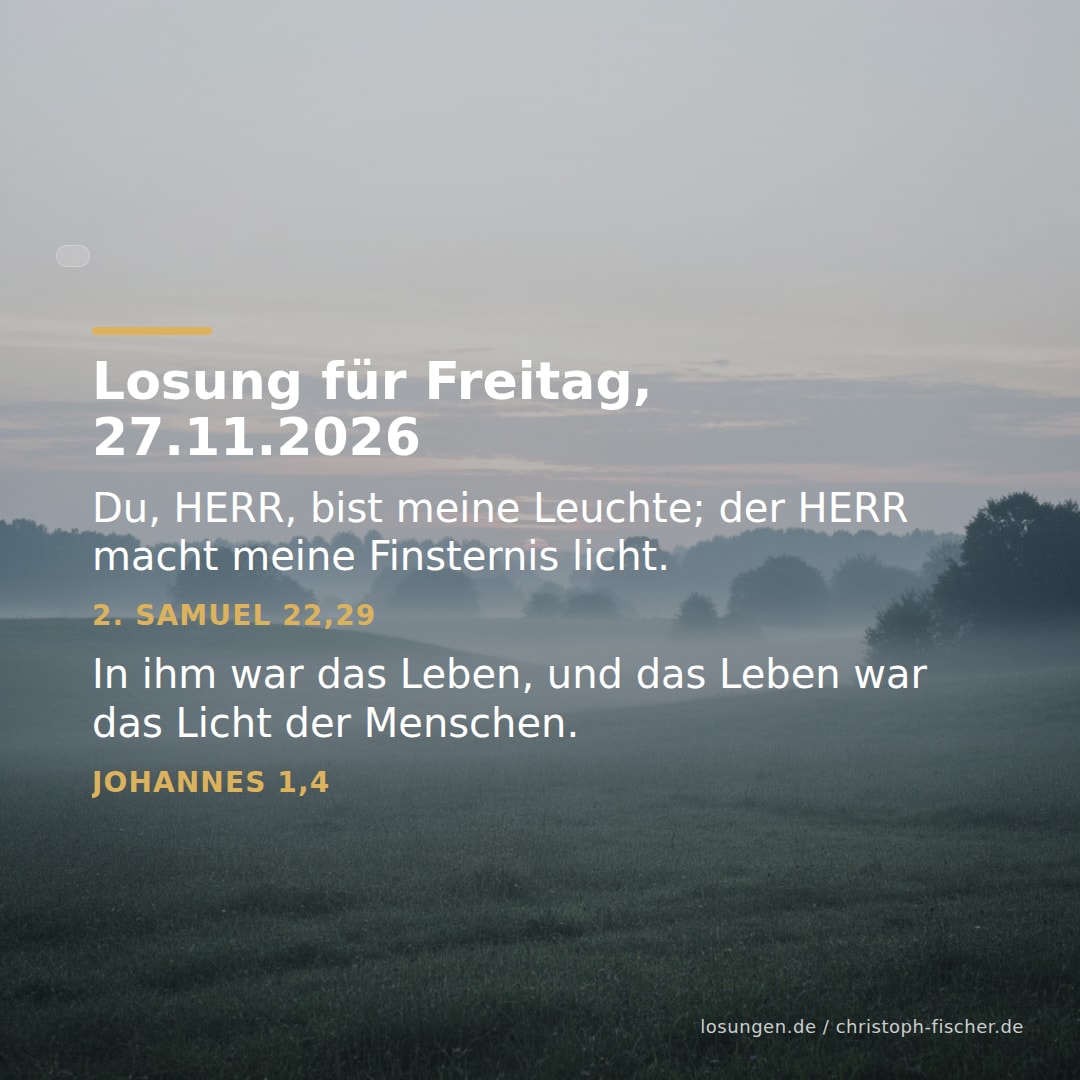 Losung für Freitag,
27.11.2026
Du, HERR, bist meine Leuchte; der HERR
macht meine Finsternis licht.
2. SAMUEL 22,29
In ihm war das Leben, und das Leben war
das Licht der Menschen.
JOHANNES 1,4
losungen.de / christoph-fischer.de